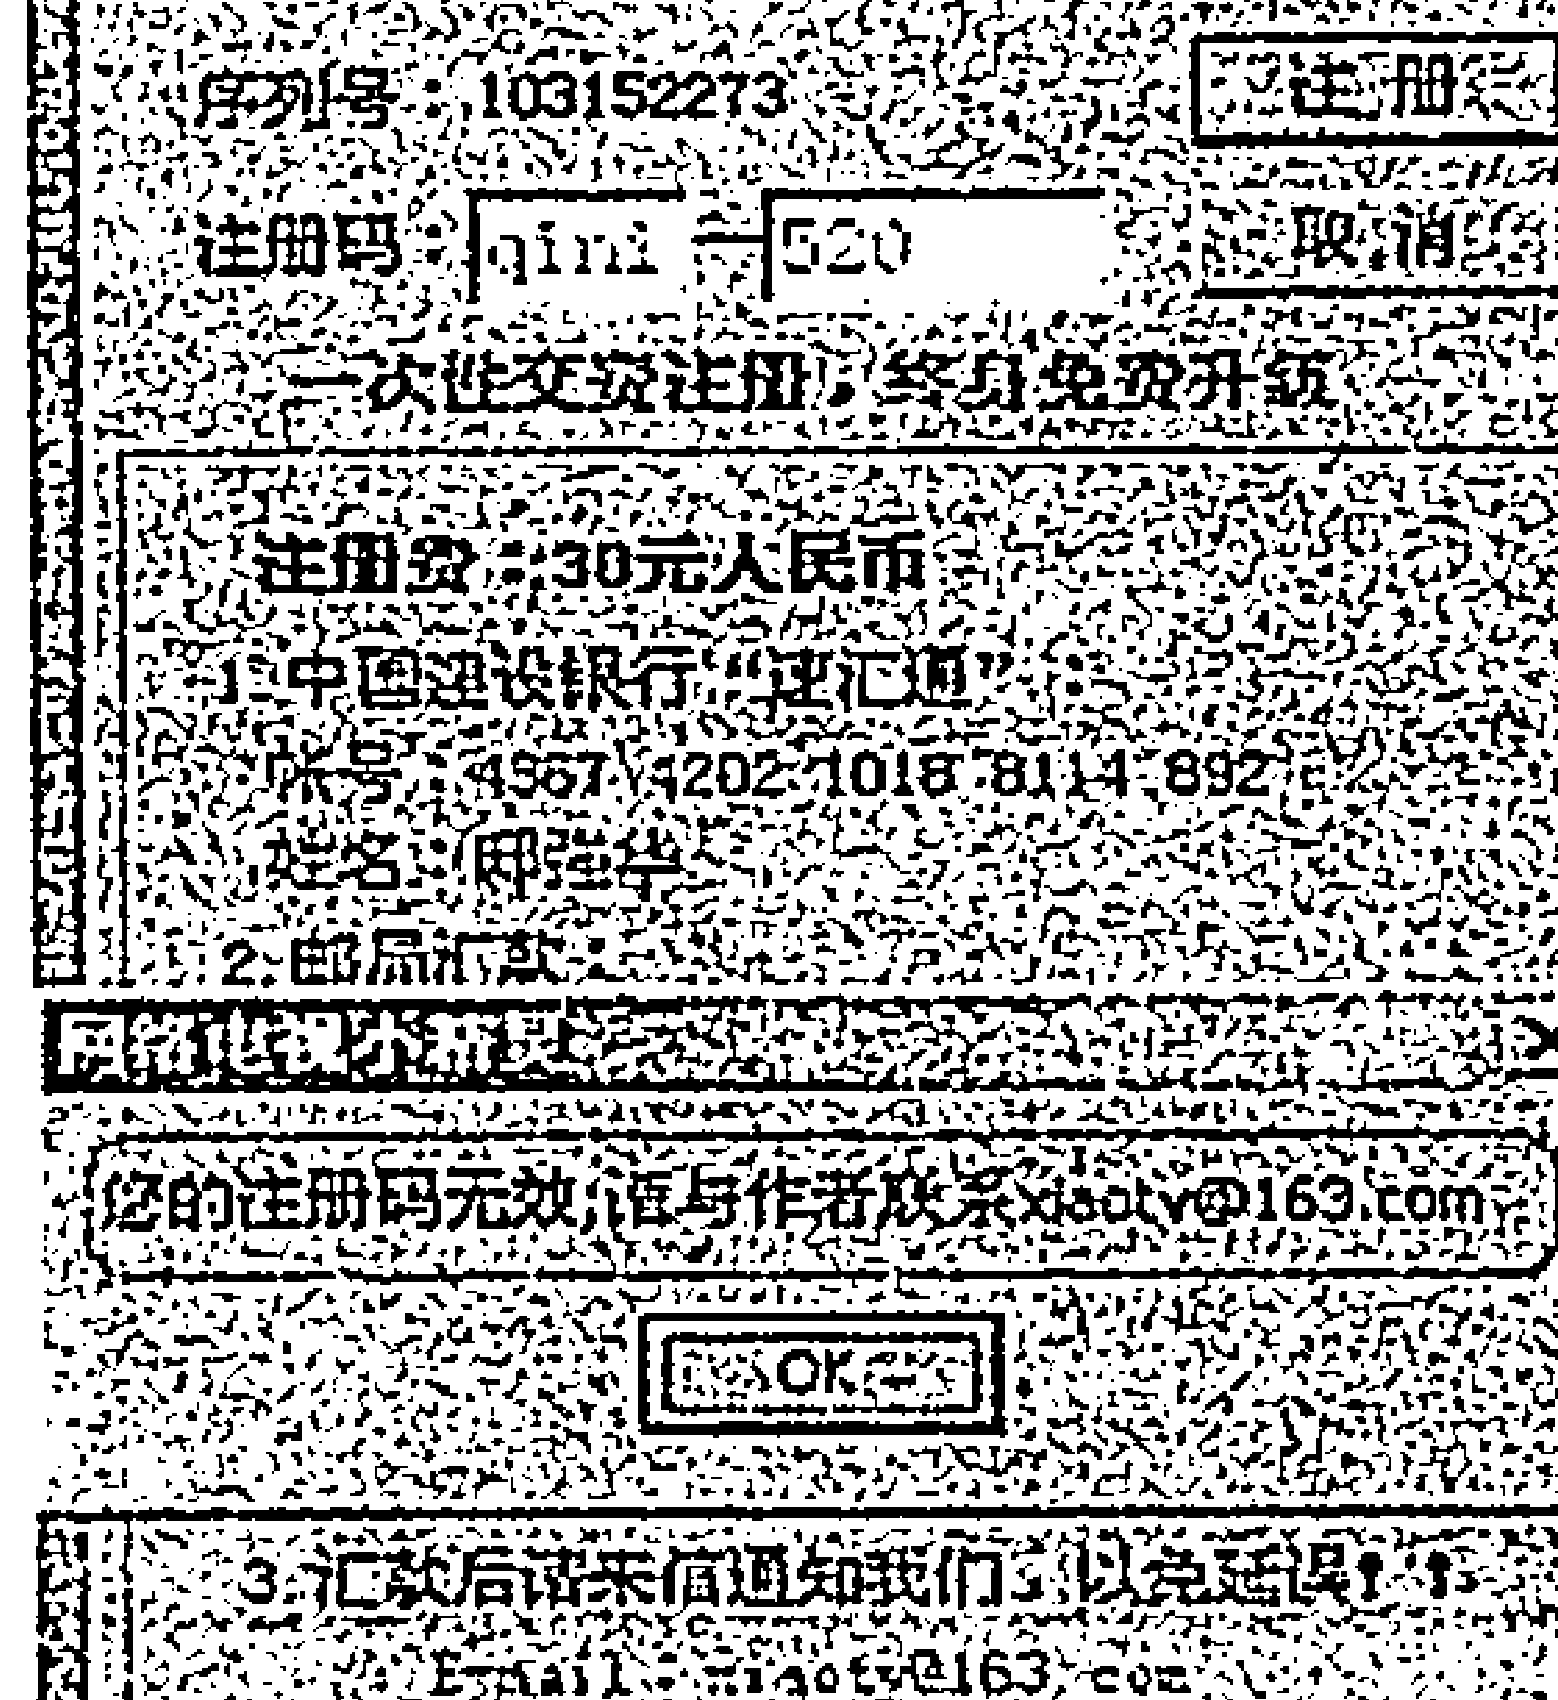 序列号： 103152273 注 册
注册码： qini — 520 取 消
一次性交费注册，终身免费升级
注册费：30元人民币
1.中国建设银行“速汇通”
帐号： 4367 4202 1018 8114 892
姓名：
2.邮局汇款
您的注册码无效,请与作者联系xiaotv@163.com
OK
3.汇款后请来信通知我们，以免延误！！
Email：xiaotv@163.com